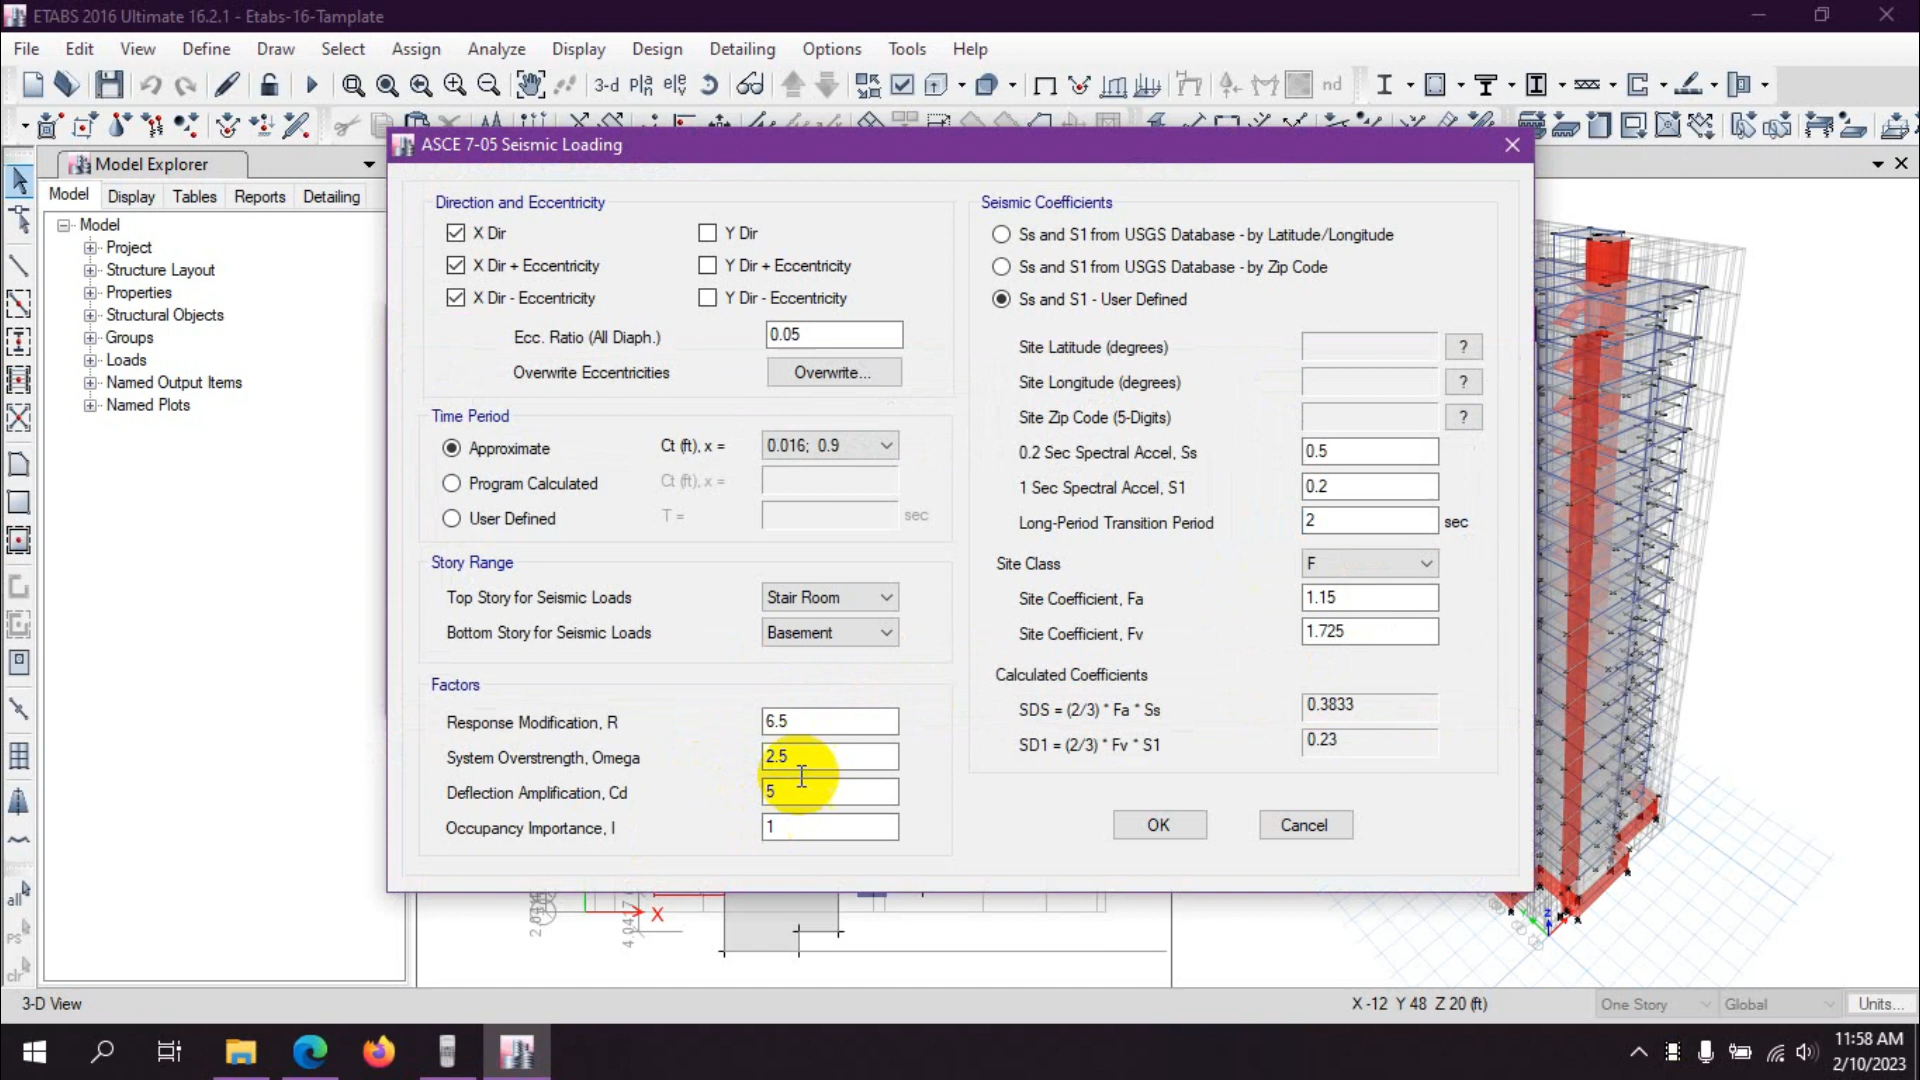 ETABS 2016 Ultimate 16.2.1 - Etabs-16-Tamplate
File Edit View Define Draw Select Assign Analyze Display Design Detailing Options Tools Help
3-d Pla ele nd
Model Explorer
Model Display Tables Reports Detailing
Model
Project
Structure Layout
Properties
Structural Objects
Groups
Loads
Named Output Items
Named Plots
ASCE 7-05 Seismic Loading
Direction and Eccentricity
X Dir Y Dir
X Dir + Eccentricity Y Dir + Eccentricity
X Dir - Eccentricity Y Dir - Eccentricity
Ecc. Ratio (All Diaph.) 0.05
Overwrite Eccentricities Overwrite...
Time Period
Approximate Ct (ft), x = 0.016; 0.9
Program Calculated Ct (ft), x =
User Defined T = sec
Story Range
Top Story for Seismic Loads Stair Room
Bottom Story for Seismic Loads Basement
Factors
Response Modification, R 6.5
System Overstrength, Omega 2.5
Deflection Amplification, Cd 5
Occupancy Importance, I 1
Seismic Coefficients
Ss and S1 from USGS Database - by Latitude/Longitude
Ss and S1 from USGS Database - by Zip Code
Ss and S1 - User Defined
Site Latitude (degrees) ?
Site Longitude (degrees) ?
Site Zip Code (5-Digits) ?
0.2 Sec Spectral Accel, Ss 0.5
1 Sec Spectral Accel, S1 0.2
Long-Period Transition Period 2 sec
Site Class F
Site Coefficient, Fa 1.15
Site Coefficient, Fv 1.725
Calculated Coefficients
SDS = (2/3) * Fa * Ss 0.3833
SD1 = (2/3) * Fv * S1 0.23
OK Cancel
all
ps
clr
X
Z
3-D View X -12 Y 48 Z 20 (ft) One Story Global Units...
11:58 AM
2/10/2023